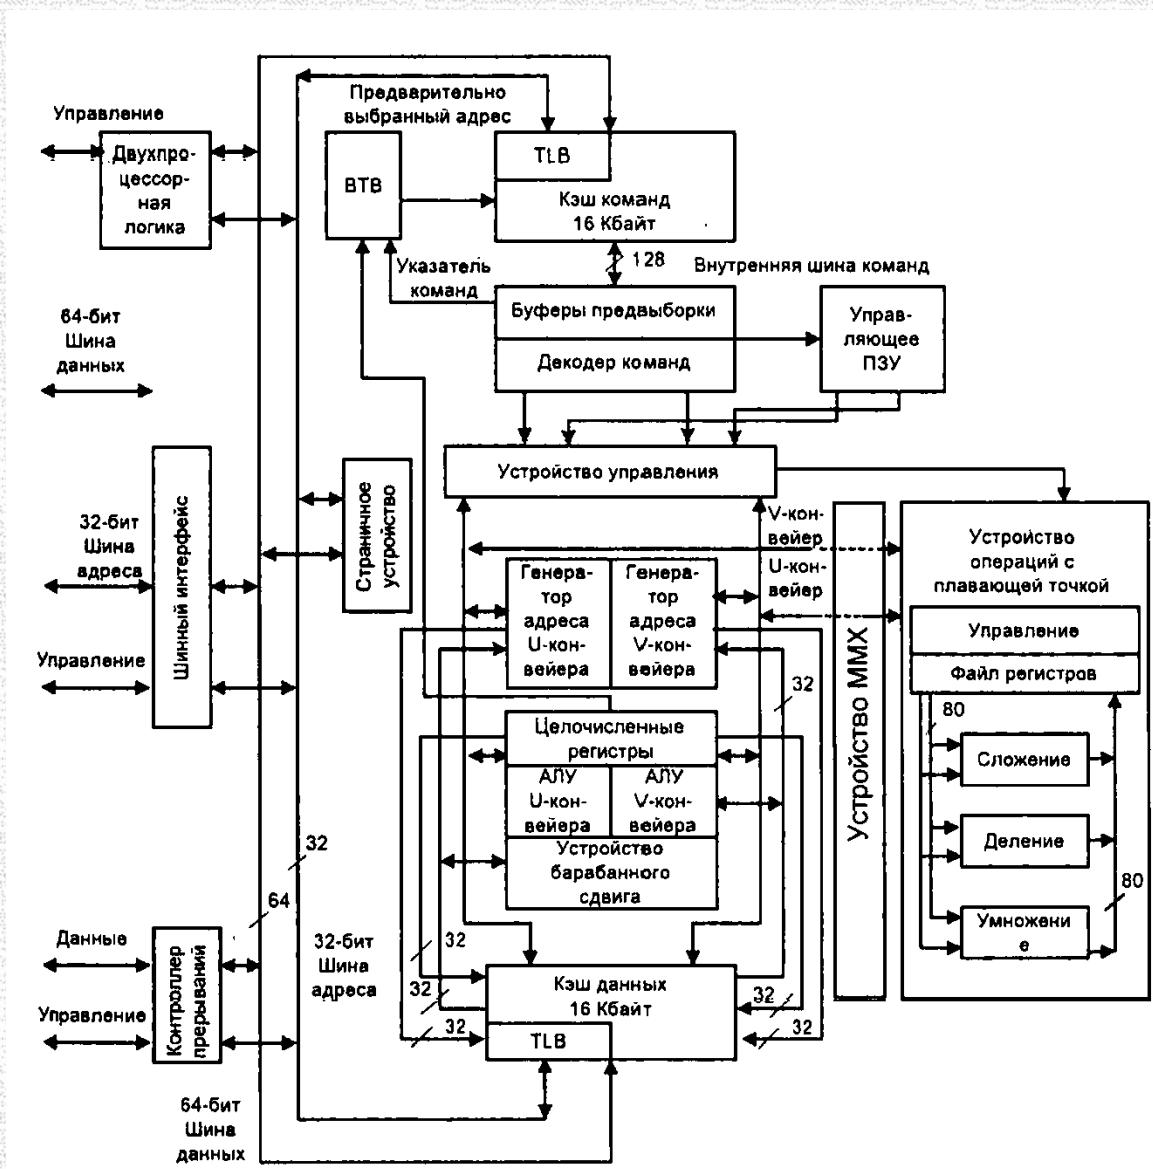 Управление
Двухпро-
цессор-
ная
логика
Предварительно
выбранный адрес
ВТВ
TLB
Кэш команд
16 Кбайт
128
Внутренняя шина команд
Указатель
команд
Буферы предвыборки
Декодер команд
Управ-
ляющее
ПЗУ
64-бит
Шина
данных
Устройство управления
32-бит
Шина
адреса
Управление
Шинный интерфейс
Страничное
устройство
V-кон-
вейер
U-кон-
вейер
Генера-
тор
адреса
U-кон-
вейера
Генера-
тор
адреса
V-кон-
вейера
32
Целочисленные
регистры
АЛУ
U-кон-
вейера
АЛУ
V-кон-
вейера
Устройство
барабанного
сдвига
Устройство MMX
Устройство
операций с
плавающей точкой
Управление
Файл регистров
80
Сложение
Деление
80
Умножени
е
32
64
Данные
Управление
Контроллер
прерываний
32-бит
Шина
адреса
32
32
32
32
32
Кэш данных
16 Кбайт
TLB
64-бит
Шина
данных